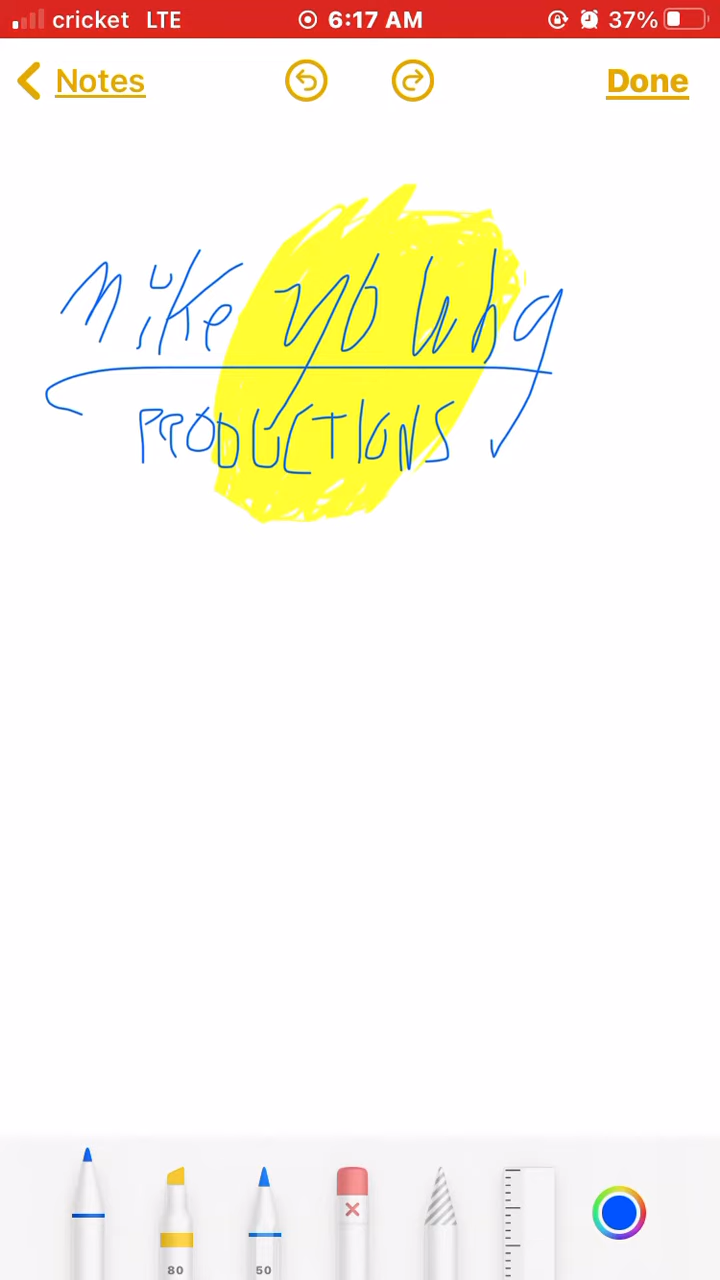 cricket LTE 6:17 AM 37%
Notes Done
Mike young
PRODUCTIONS
80 50